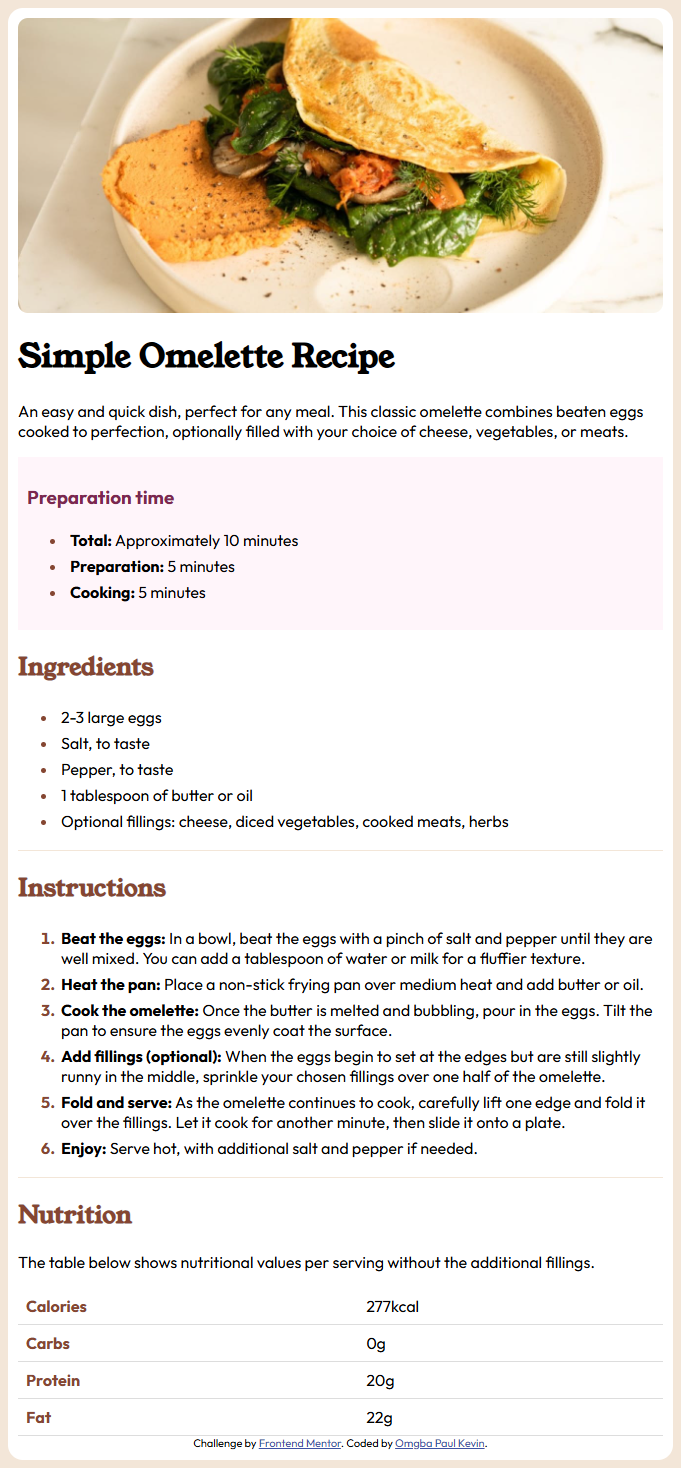 Simple Omelette Recipe
An easy and quick dish, perfect for any meal. This classic omelette combines beaten eggs
cooked to perfection, optionally filled with your choice of cheese, vegetables, or meats.
Preparation time
• Total: Approximately 10 minutes
• Preparation: 5 minutes
• Cooking: 5 minutes
Ingredients
• 2-3 large eggs
• Salt, to taste
• Pepper, to taste
• 1 tablespoon of butter or oil
• Optional fillings: cheese, diced vegetables, cooked meats, herbs
Instructions
1. Beat the eggs: In a bowl, beat the eggs with a pinch of salt and pepper until they are
well mixed. You can add a tablespoon of water or milk for a fluffier texture.
2. Heat the pan: Place a non-stick frying pan over medium heat and add butter or oil.
3. Cook the omelette: Once the butter is melted and bubbling, pour in the eggs. Tilt the
pan to ensure the eggs evenly coat the surface.
4. Add fillings (optional): When the eggs begin to set at the edges but are still slightly
runny in the middle, sprinkle your chosen fillings over one half of the omelette.
5. Fold and serve: As the omelette continues to cook, carefully lift one edge and fold it
over the fillings. Let it cook for another minute, then slide it onto a plate.
6. Enjoy: Serve hot, with additional salt and pepper if needed.
Nutrition
The table below shows nutritional values per serving without the additional fillings.
Calories 277kcal
Carbs 0g
Protein 20g
Fat 22g
Challenge by Frontend Mentor. Coded by Omgba Paul Kevin.